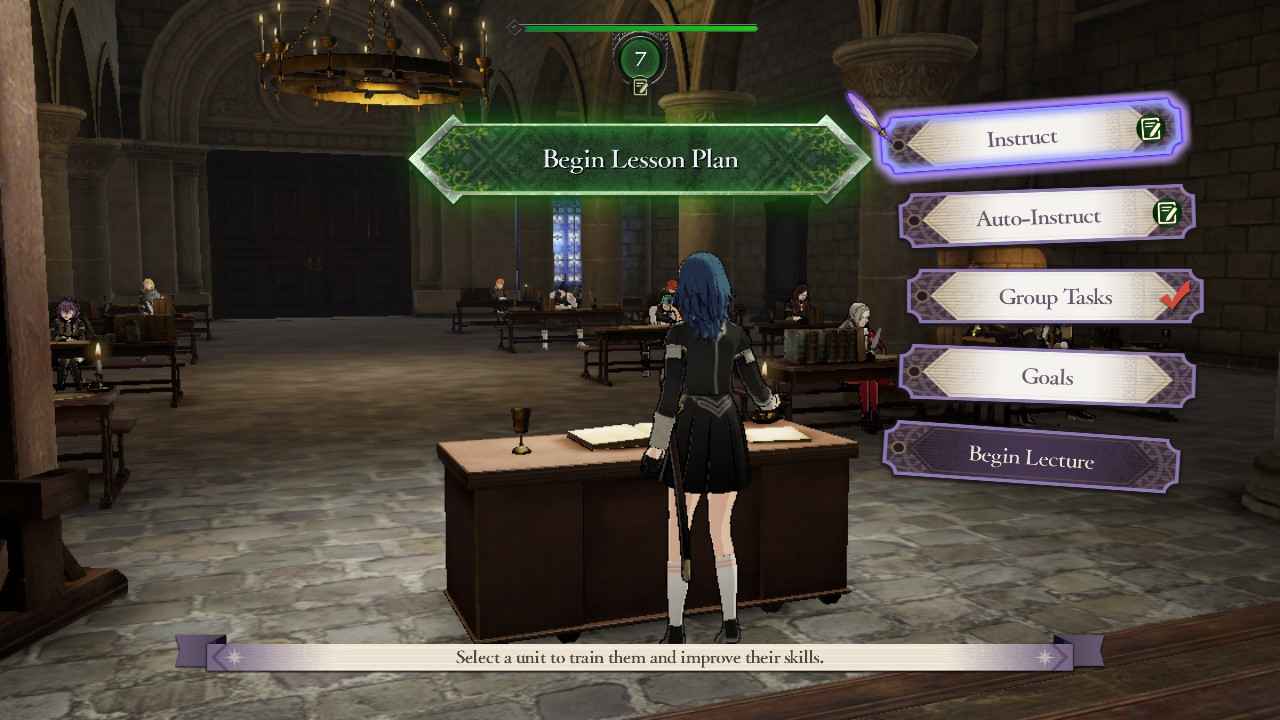 7
Begin Lesson Plan
Instruct
Auto-Instruct
Group Tasks
Goals
Begin Lecture
Select a unit to train them and improve their skills.